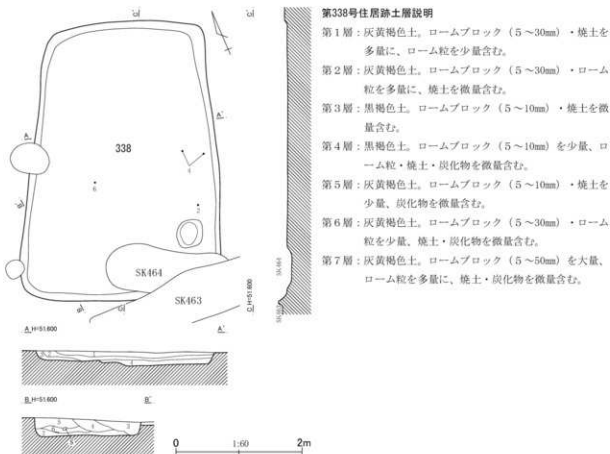 第338号住居跡土層説明
第1層：灰黄褐色土。ロームブロック（5～30㎜）・焼土を
多量に、ローム粒を少量含む。
第2層：灰黄褐色土。ロームブロック（5～30㎜）・ローム
粒を多量に、焼土を微量含む。
第3層：黒褐色土。ロームブロック（5～10㎜）・焼土を微
量含む。
第4層：黒褐色土。ロームブロック（5～10㎜）を少量、ロ
ーム粒・焼土・炭化物を微量含む。
第5層：灰黄褐色土。ロームブロック（5～10㎜）・焼土を
少量、炭化物を微量含む。
第6層：灰黄褐色土。ロームブロック（5～30㎜）・ローム
粒を少量、焼土・炭化物を微量含む。
第7層：灰黄褐色土。ロームブロック（5～50㎜）を大量、
ローム粒を多量に、焼土・炭化物を微量含む。
338
A
A'
4
6
2
SK464
SK463
C H=51.600
SK464
SK463
A H=51.600
A'
B H=51.600
B'
5
4
3
0
1:60
2m